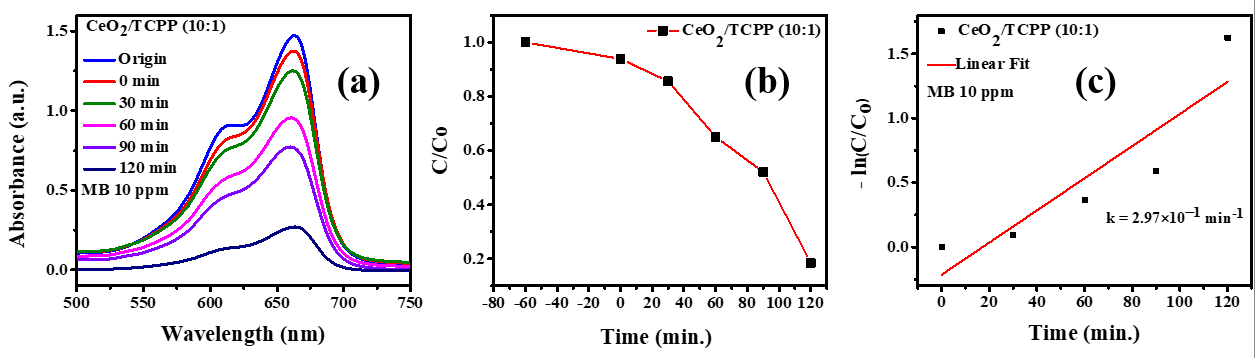 CeO2/TCPP (10:1)
Origin
0 min
30 min
60 min
90 min
120 min
MB 10 ppm
(a)
1.5
1.0
0.5
0.0
Absorbance (a.u.)
500 550 600 650 700 750
Wavelength (nm)
CeO2/TCPP (10:1)
(b)
1.0
0.8
0.6
0.4
0.2
C/Co
-80 -60 -40 -20 0 20 40 60 80 100 120
Time (min.)
CeO2/TCPP (10:1)
Linear Fit
MB 10 ppm
(c)
1.5
1.0
0.5
0.0
- ln(C/C0)
k = 2.97×10−1 min-1
0 20 40 60 80 100 120
Time (min.)